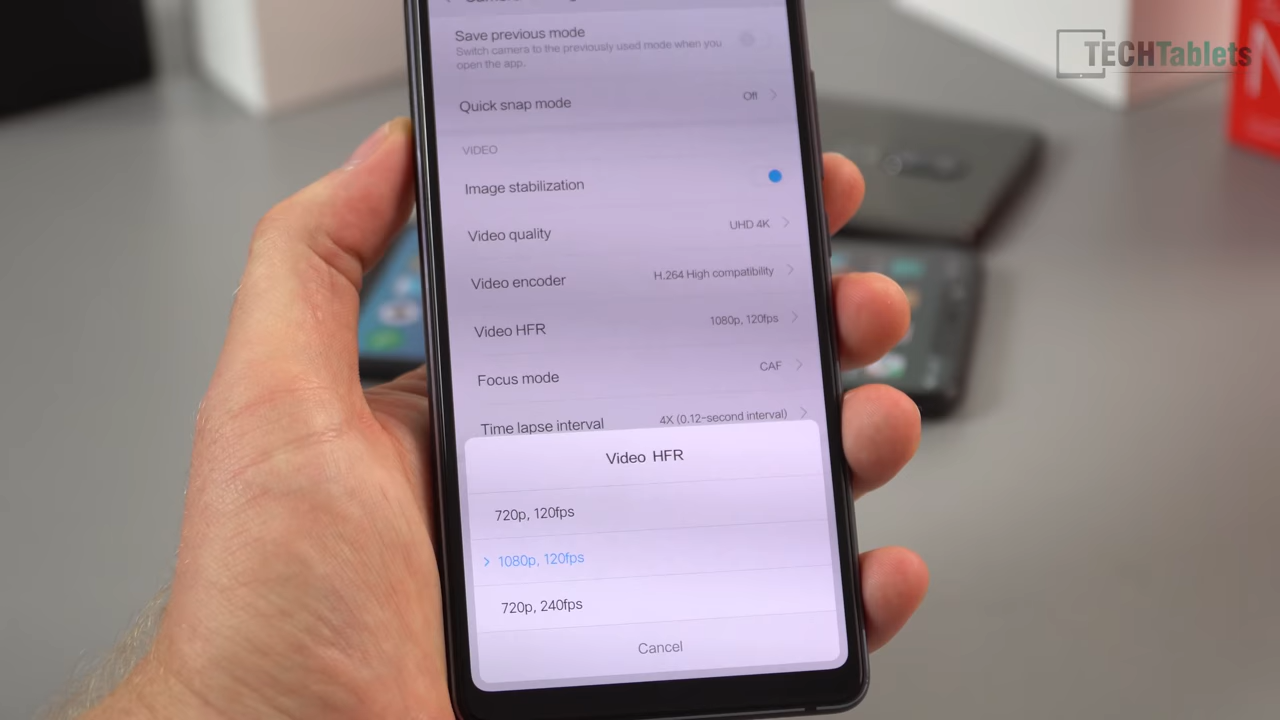 TECHTablets
Save previous mode
Switch camera to the previously used mode when you
open the app.
Quick snap mode Off
VIDEO
Image stabilization
Video quality UHD 4K
Video encoder H.264 High compatibility
Video HFR 1080p, 120fps
Focus mode CAF
Time lapse interval 4X (0.12-second interval)
Video HFR
720p, 120fps
1080p, 120fps
720p, 240fps
Cancel